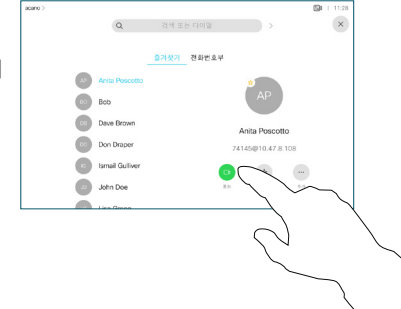 acano >
11:28
검색 또는 다이얼
즐겨찾기 전화번호부
AP Anita Poscotto
Bob
Dave Brown
Don Draper
Ismail Gulliver
John Doe
AP
Anita Poscotto
74145@10.47.8.108
통화